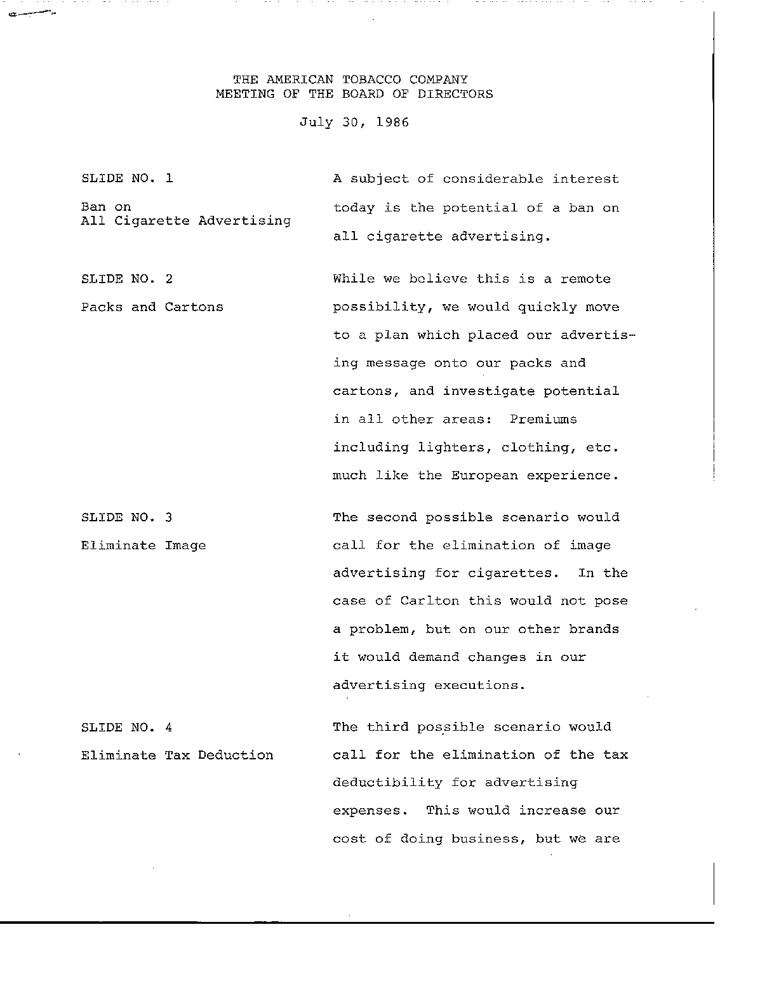 THE AMERICAN TOBACCO COMPANY
MEETING OF THE BOARD OF DIRECTORS
July 30, 1986
SLIDE NO. 1
Ban on
All Cigarette Advertising
A subject of considerable interest
today is the potential of a ban on
all cigarette advertising.
SLIDE NO. 2
Packs and Cartons
While we believe this is a remote
possibility, we would quickly move
to a plan which placed our advertis-
ing message onto our packs and
cartons, and investigate potential
in all other areas: Premiums
including lighters, clothing, etc.
much like the European experience.
SLIDE NO. 3
Eliminate Image
The second possible scenario would
call for the elimination of image
advertising for cigarettes. In the
case of Carlton this would not pose
a problem, but on our other brands
it would demand changes in our
advertising executions.
SLIDE NO. 4
Eliminate Tax Deduction
The third possible scenario would
call for the elimination of the tax
deductibility for advertising
expenses. This would increase our
cost of doing business, but we are